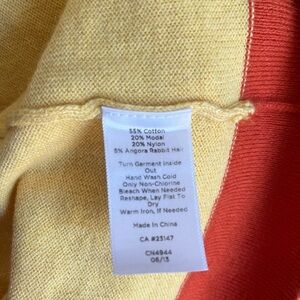 55% Cotton
20% Modal
20% Nylon
5% Angora Rabbit Hair
Turn Garment Inside
Out
Hand Wash Cold
Only Non-Chlorine
Bleach When Needed
Reshape, Lay Flat To
Dry
Warm Iron, If Needed
Made In China
CA #23147
CN4944
06/13